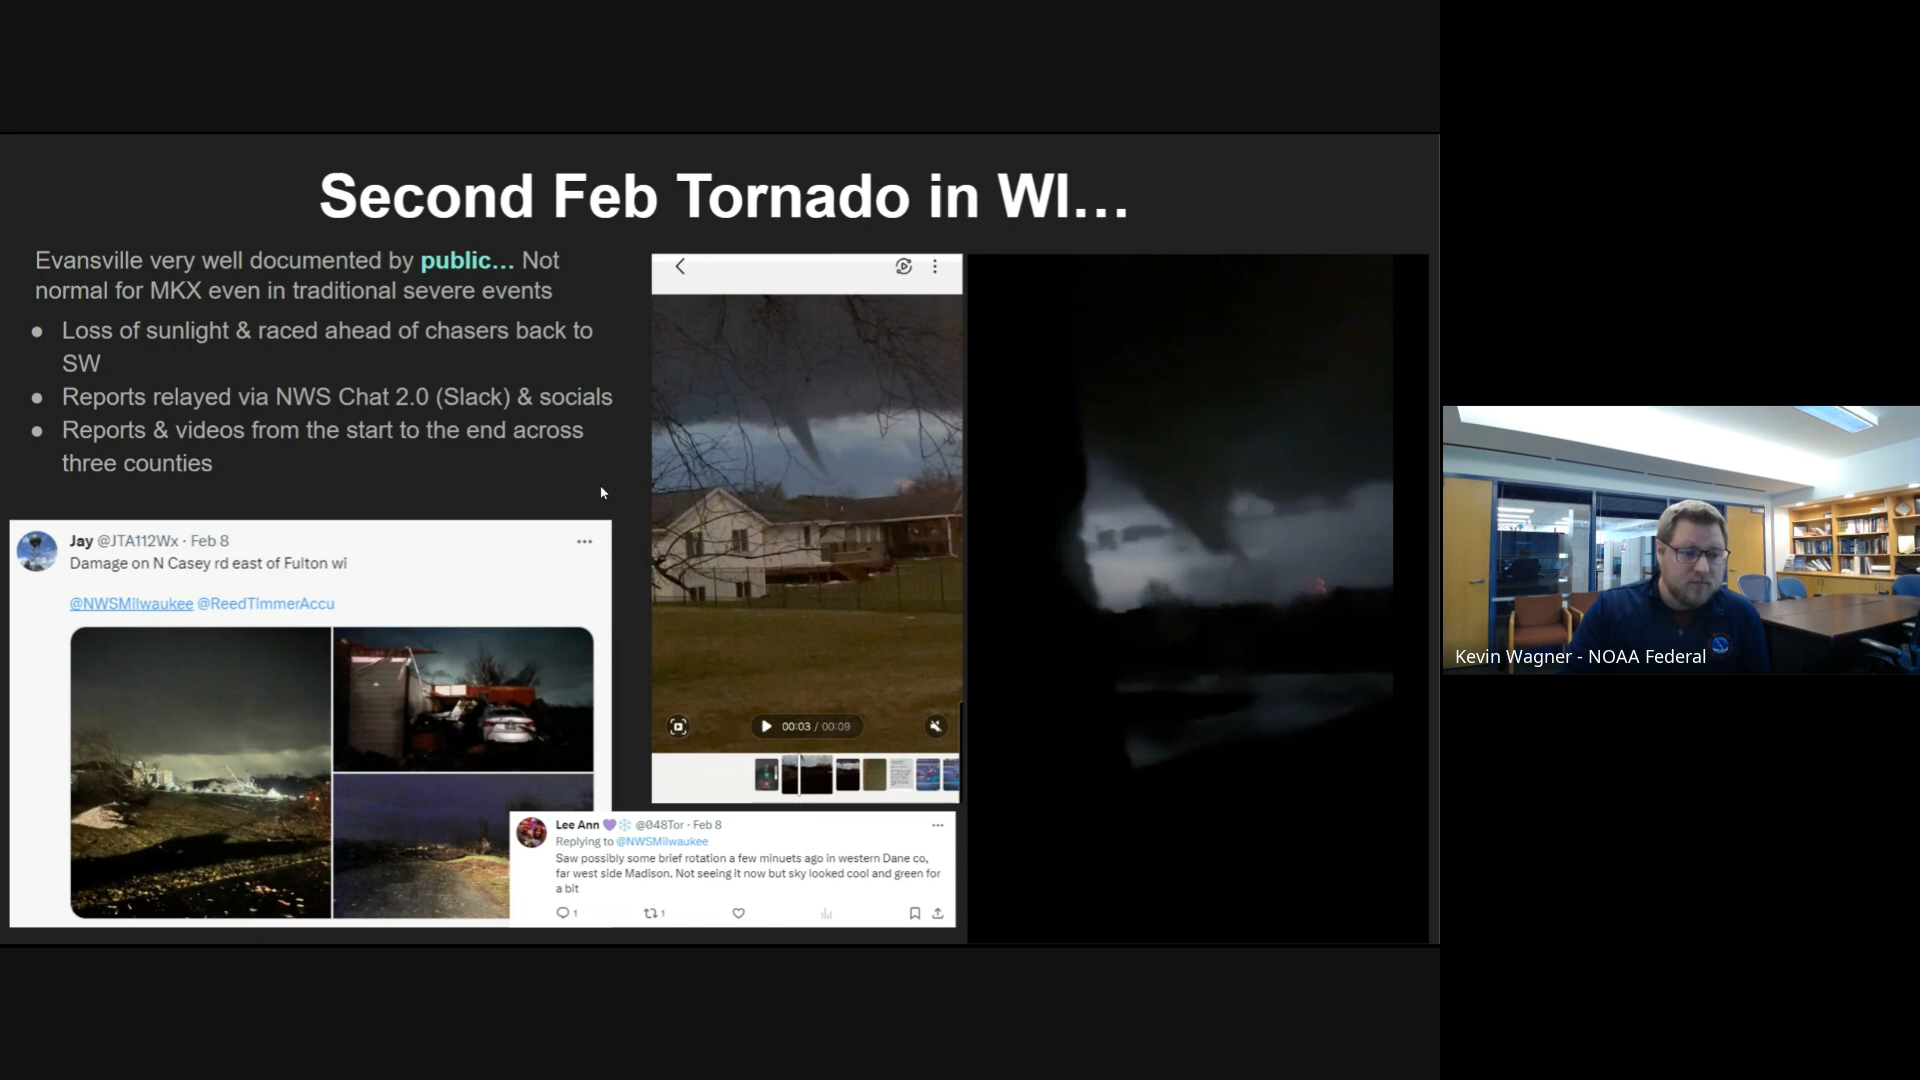 Second Feb Tornado in WI...
Evansville very well documented by public... Not
normal for MKX even in traditional severe events
● Loss of sunlight & raced ahead of chasers back to
SW
● Reports relayed via NWS Chat 2.0 (Slack) & socials
● Reports & videos from the start to the end across
three counties
Jay @JTA112Wx · Feb 8
Damage on N Casey rd east of Fulton wi
@NWSMilwaukee @ReedTimmerAccu
00:03 / 00:09
Lee Ann 💜❄️ @048Tor · Feb 8
Replying to @NWSMilwaukee
Saw possibly some brief rotation a few minuets ago in western Dane co,
far west side Madison. Not seeing it now but sky looked cool and green for
a bit
1 1
Kevin Wagner - NOAA Federal